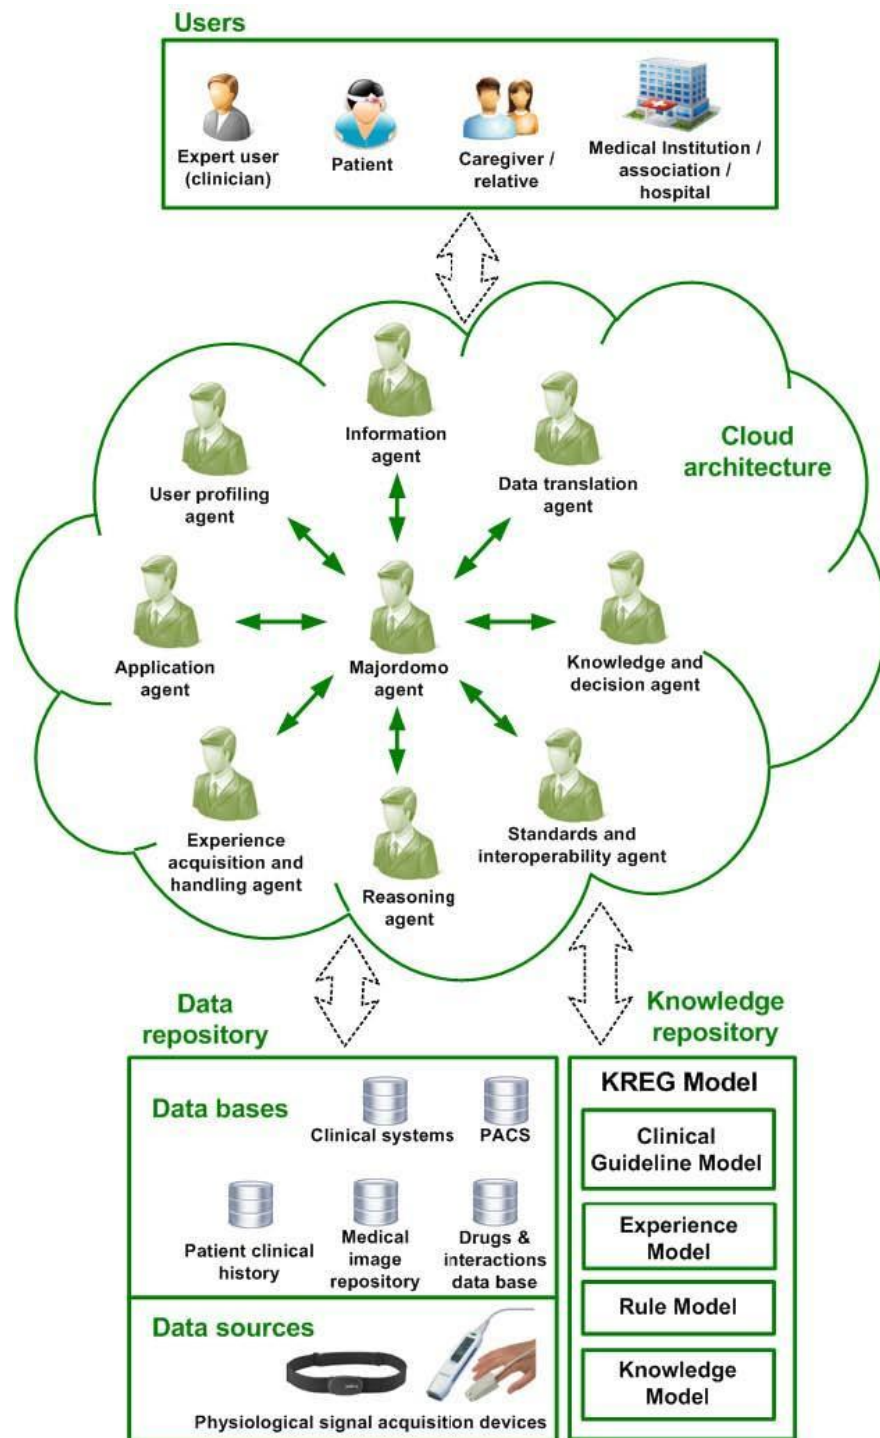 Users
Expert user
(clinician)
Patient
Caregiver /
relative
Medical Institution /
association /
hospital
Cloud
architecture
Information
agent
User profiling
agent
Data translation
agent
Application
agent
Majordomo
agent
Knowledge and
decision agent
Experience
acquisition and
handling agent
Reasoning
agent
Standards and
interoperability agent
Data
repository
Knowledge
repository
Data bases
Clinical systems
PACS
Patient clinical
history
Medical
image
repository
Drugs &
interactions
data base
Data sources
Physiological signal acquisition devices
KREG Model
Clinical
Guideline Model
Experience
Model
Rule Model
Knowledge
Model